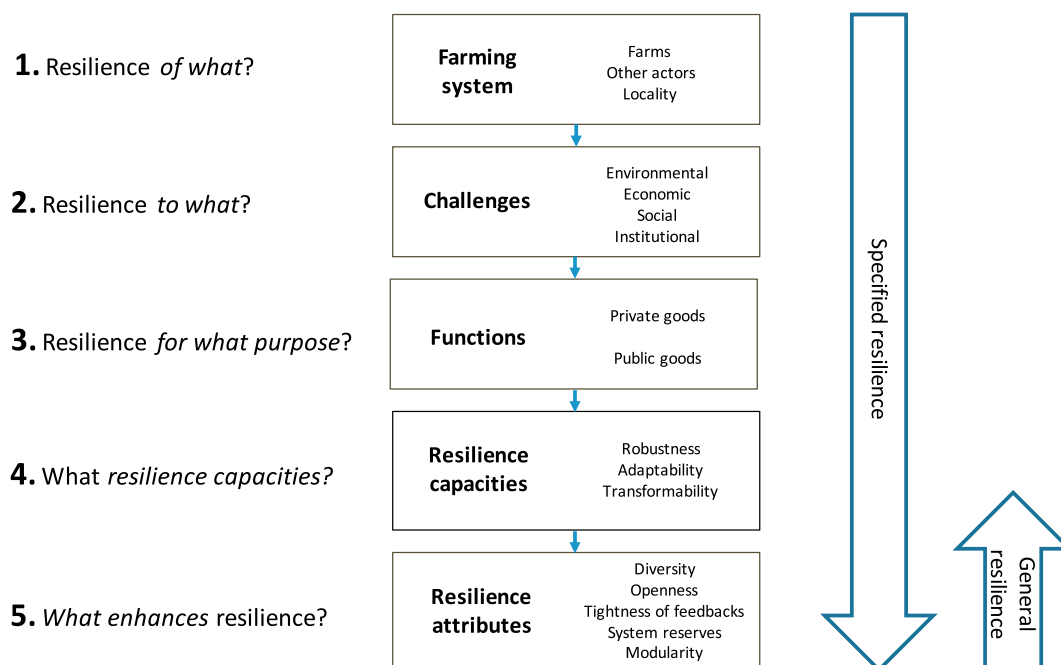 1. Resilience of what?
Farming
system
Farms
Other actors
Locality
2. Resilience to what?
Challenges
Environmental
Economic
Social
Institutional
3. Resilience for what purpose?
Functions
Private goods
Public goods
4. What resilience capacities?
Resilience
capacities
Robustness
Adaptability
Transformability
5. What enhances resilience?
Resilience
attributes
Diversity
Openness
Tightness of feedbacks
System reserves
Modularity
Specified resilience
General
resilience